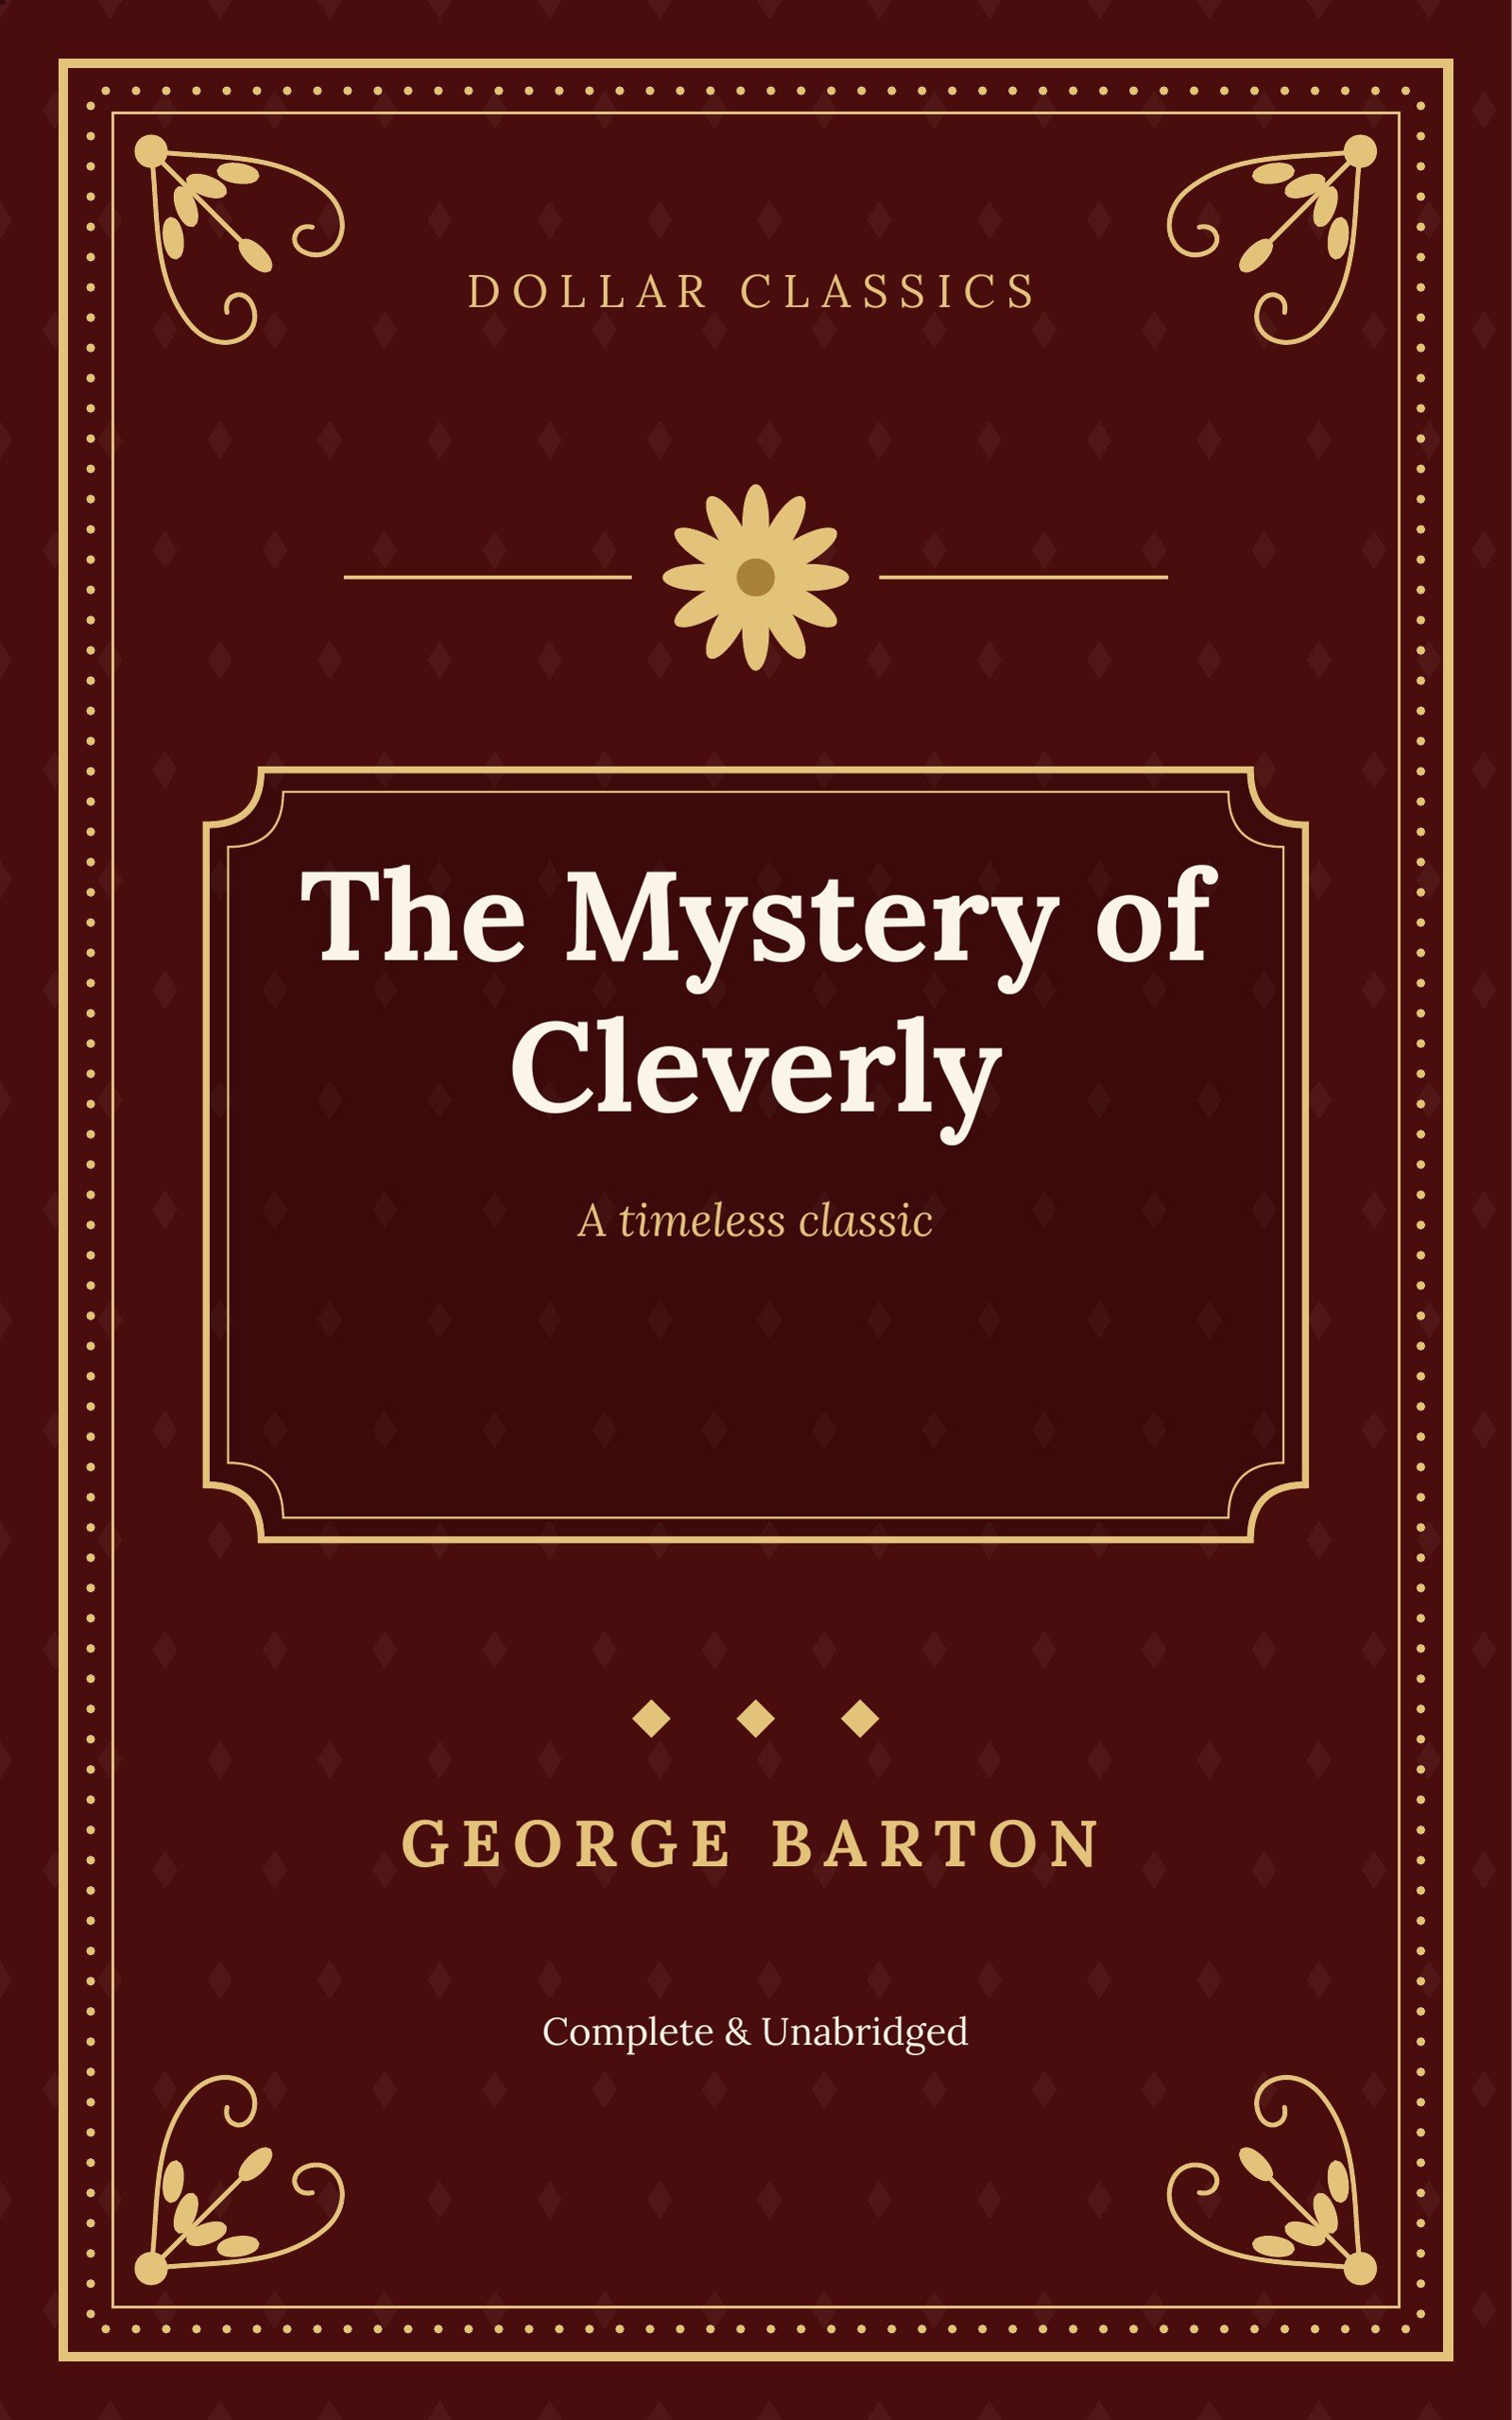 DOLLAR CLASSICS
The Mystery of
Cleverly
A timeless classic
GEORGE BARTON
Complete & Unabridged